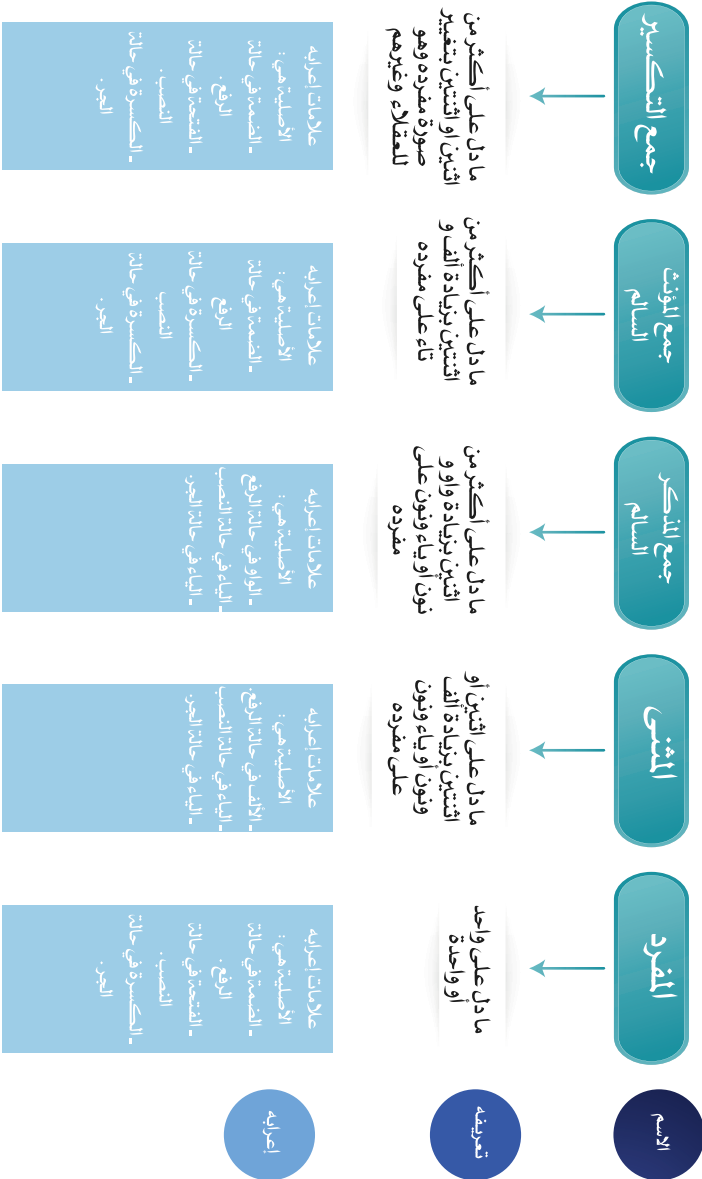 الاسم
المفرد
المثنى
جمع المذكر
السالم
جمع المؤنث
السالم
جمع التكسير
تعريفه
ما دل على واحد
أو واحدة
ما دل على اثنين أو
اثنتين بزيادة ألف
ونون أو ياء ونون
على مفرده
ما دل على أكثر من
اثنين بزيادة واو و
نون أو ياء ونون على
مفرده
ما دل على أكثر من
اثنتين بزيادة ألف و
تاء على مفرده
ما دل على أكثر من
اثنين او اثنتين بتغيير
صورة مفرده وهو
للعقلاء وغيرهم
إعرابه
علامات إعرابه
الأصلية هي :
- الضمة في حالة
الرفع .
- الفتحة في حالة
النصب .
- الكسرة في حالة
الجر .
علامات إعرابه
الأصلية هي :
- الألف في حالة الرفع.
- الياء في حالة النصب
- الياء في حالة الجر.
علامات إعرابه
الأصلية هي :
- الواو في حالة الرفع
- الياء في حالة النصب
- الياء في حالة الجر.
علامات إعرابه
الأصلية هي :
- الضمة في حالة
الرفع
- الكسرة في حالة
النصب
- الكسرة في حالة
الجر .
علامات إعرابه
الأصلية هي :
- الضمة في حالة
الرفع .
- الفتحة في حالة
النصب .
- الكسرة في حالة
الجر .